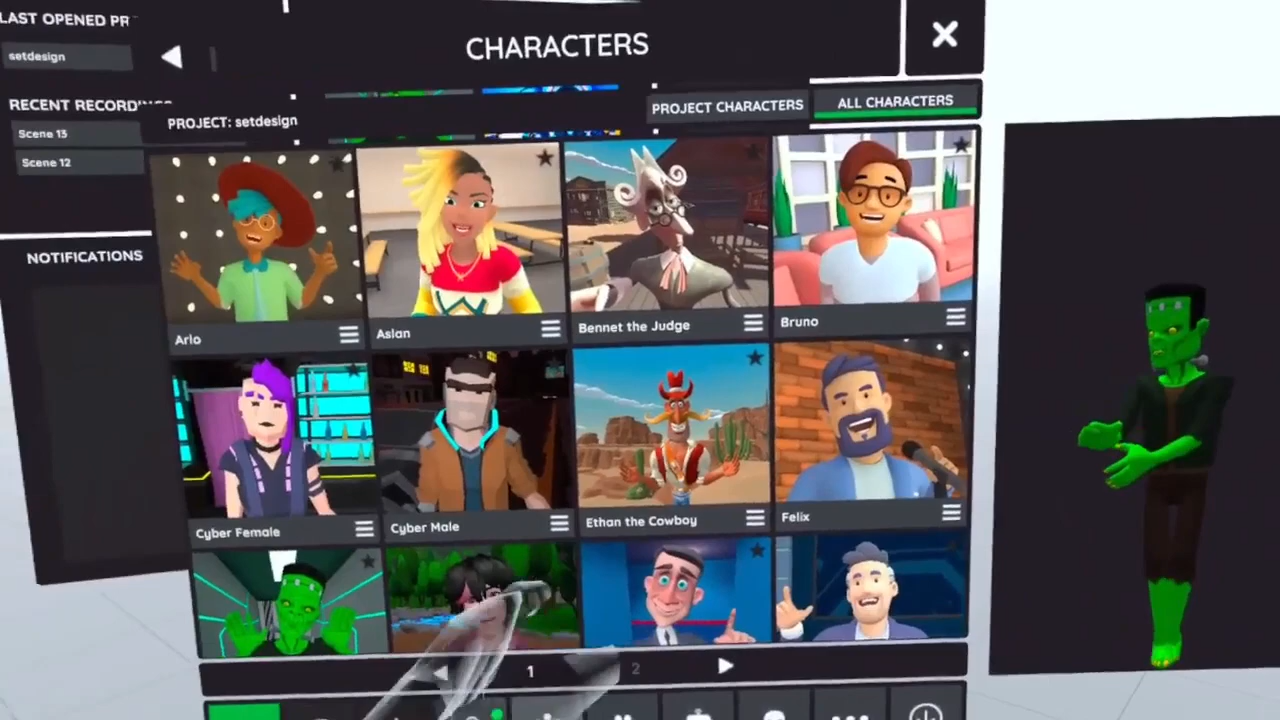 LAST OPENED PR
setdesign
CHARACTERS
RECENT RECORDINGS
PROJECT: setdesign
PROJECT CHARACTERS
ALL CHARACTERS
Scene 13
Scene 12
NOTIFICATIONS
Arlo
Aslan
Bennet the Judge
Bruno
Cyber Female
Cyber Male
Ethan the Cowboy
Felix
1
2